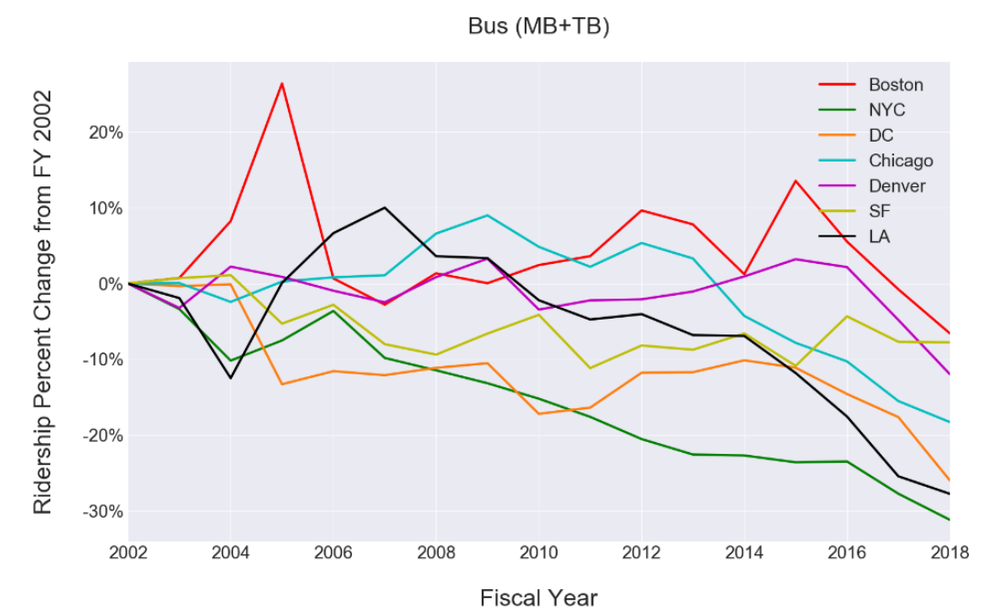 Bus (MB+TB)
Ridership Percent Change from FY 2002
20%
10%
0%
-10%
-20%
-30%
Boston
NYC
DC
Chicago
Denver
SF
LA
2002 2004 2006 2008 2010 2012 2014 2016 2018
Fiscal Year